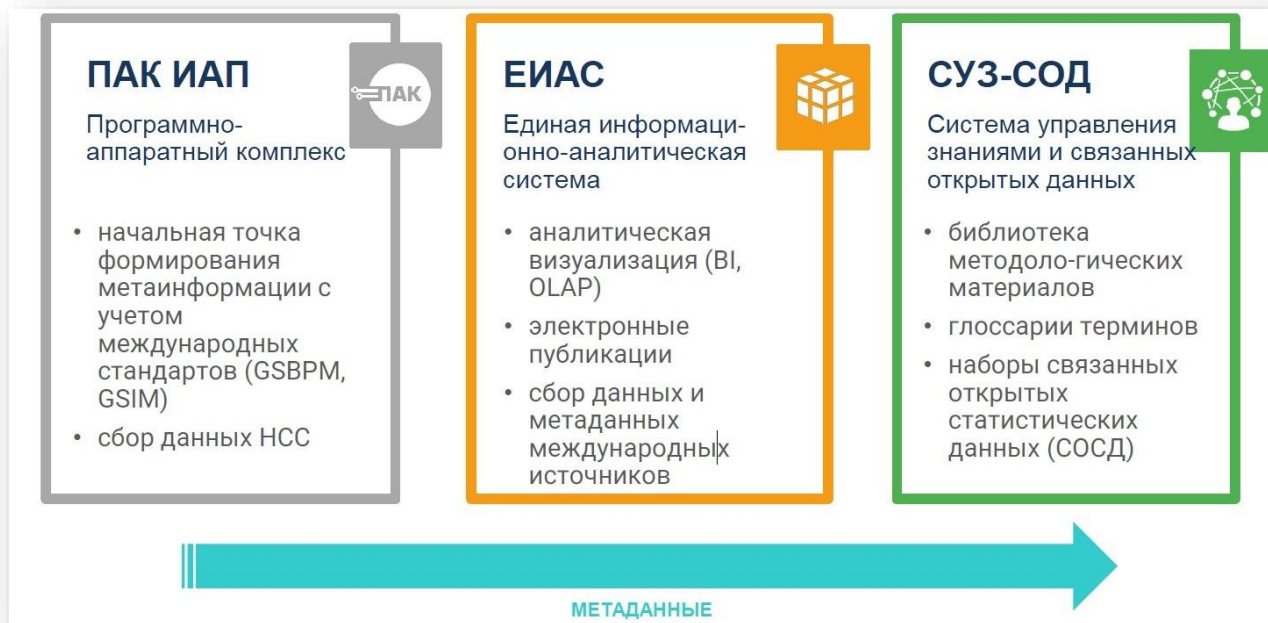 ПАК ИАП
ПАК
Программно-
аппаратный комплекс
• начальная точка
формирования
метаинформации с
учетом
международных
стандартов (GSBPM,
GSIM)
• сбор данных НСС
ЕИАС
Единая информаци-
онно-аналитическая
система
• аналитическая
визуализация (BI,
OLAP)
• электронные
публикации
• сбор данных и
метаданных
международных
источников
СУЗ-СОД
Система управления
знаниями и связанных
открытых данных
• библиотека
методоло-гических
материалов
• глоссарии терминов
• наборы связанных
открытых
статистических
данных (СОСД)
МЕТАДАННЫЕ